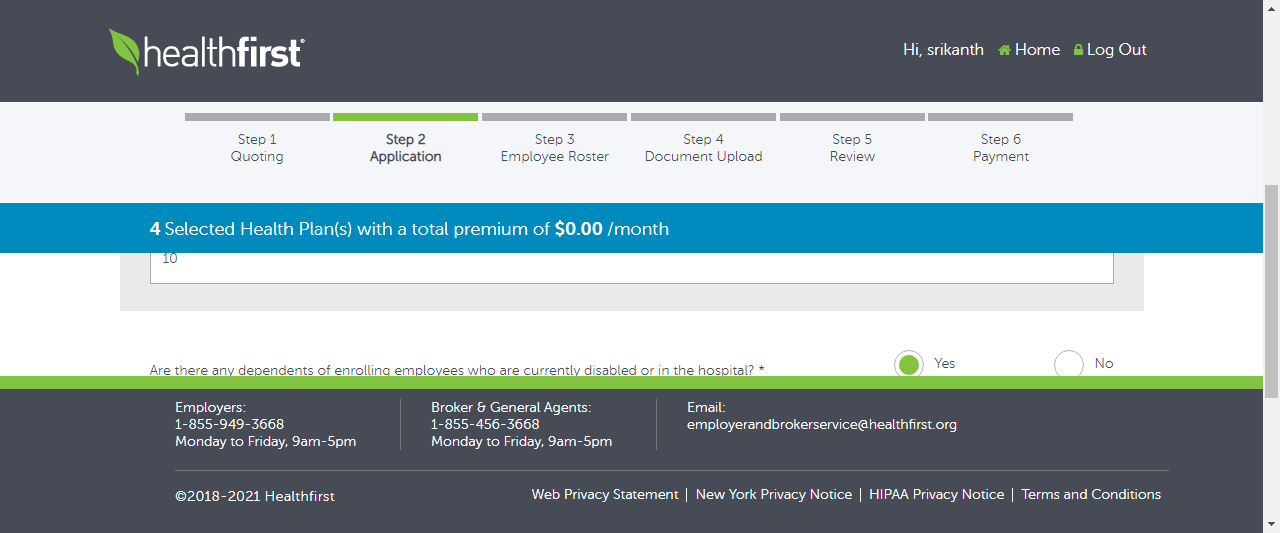 healthfirst
Hi, srikanth Home Log Out
Step 1
Quoting
Step 2
Application
Step 3
Employee Roster
Step 4
Document Upload
Step 5
Review
Step 6
Payment
4 Selected Health Plan(s) with a total premium of $0.00 /month
10
Are there any dependents of enrolling employees who are currently disabled or in the hospital? * Yes No
Employers:
1-855-949-3668
Monday to Friday, 9am-5pm
Broker & General Agents:
1-855-456-3668
Monday to Friday, 9am-5pm
Email:
employerandbrokerservice@healthfirst.org
©2018-2021 Healthfirst
Web Privacy Statement | New York Privacy Notice | HIPAA Privacy Notice | Terms and Conditions